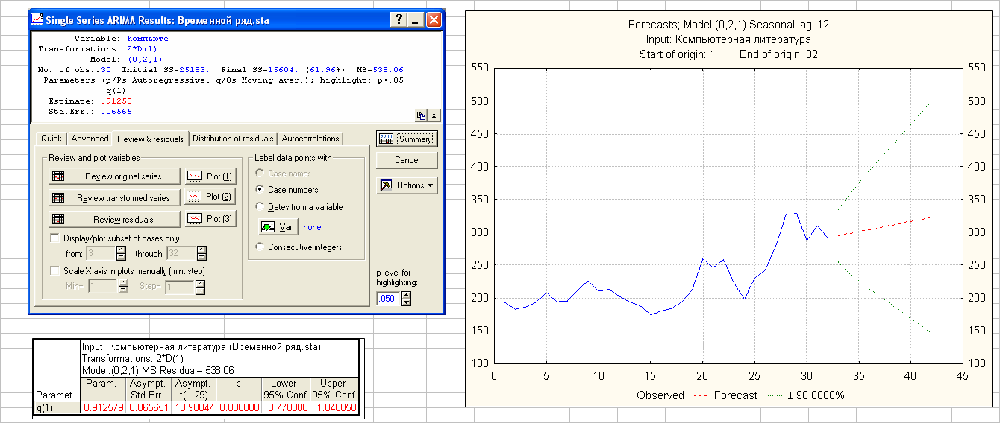 Single Series ARIMA Results: Временной ряд.sta
Variable: Компьюте
Transformations: 2*D(1)
Model: (0,2,1)
No. of obs.:30 Initial SS=25183. Final SS=15604. (61.96%) MS=538.06
Parameters (p/Ps-Autoregressive, q/Qs-Moving aver.); highlight: p<.05
q(1)
Estimate: .91258
Std.Err.: .06565
Quick Advanced Review & residuals Distribution of residuals Autocorrelations
Summary
Cancel
Options
Review and plot variables
Review original series Plot (1)
Review transformed series Plot (2)
Review residuals Plot (3)
Display/plot subset of cases only
from: 3 through: 32
Scale X axis in plots manually (min, step)
Min= 1 Step= 1
Label data points with
Case names
Case numbers
Dates from a variable
Var: none
Consecutive integers
p-level for
highlighting:
.050
Input: Компьютерная литература (Временной ряд.sta)
Transformations: 2*D(1)
Model:(0,2,1) MS Residual= 538.06
Paramet. Param. Asympt. Std.Err. Asympt. t( 29) p Lower 95% Conf Upper 95% Conf
q(1) 0.912579 0.065651 13.90047 0.000000 0.778308 1.046850
Forecasts; Model:(0,2,1) Seasonal lag: 12
Input: Компьютерная литература
Start of origin: 1 End of origin: 32
550 550
500 500
450 450
400 400
350 350
300 300
250 250
200 200
150 150
100 100
0 5 10 15 20 25 30 35 40 45
Observed Forecast ± 90.0000%